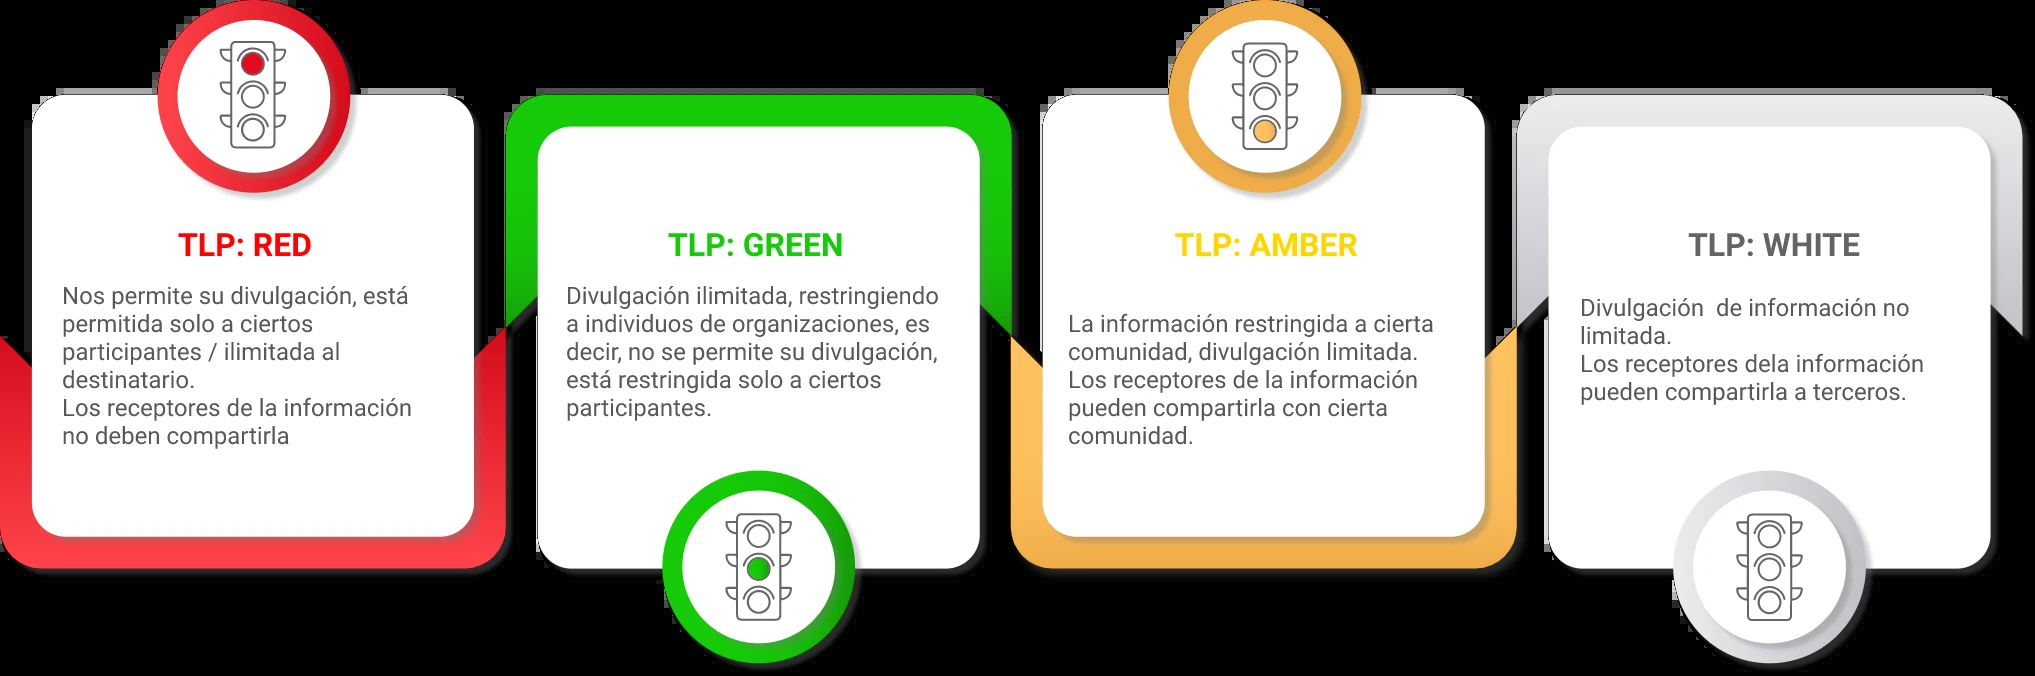 TLP: RED
Nos permite su divulgación, está
permitida solo a ciertos
participantes / ilimitada al
destinatario.
Los receptores de la información
no deben compartirla
TLP: GREEN
Divulgación ilimitada, restringiendo
a individuos de organizaciones, es
decir, no se permite su divulgación,
está restringida solo a ciertos
participantes.
TLP: AMBER
La información restringida a cierta
comunidad, divulgación limitada.
Los receptores de la información
pueden compartirla con cierta
comunidad.
TLP: WHITE
Divulgación  de información no
limitada.
Los receptores dela información
pueden compartirla a terceros.